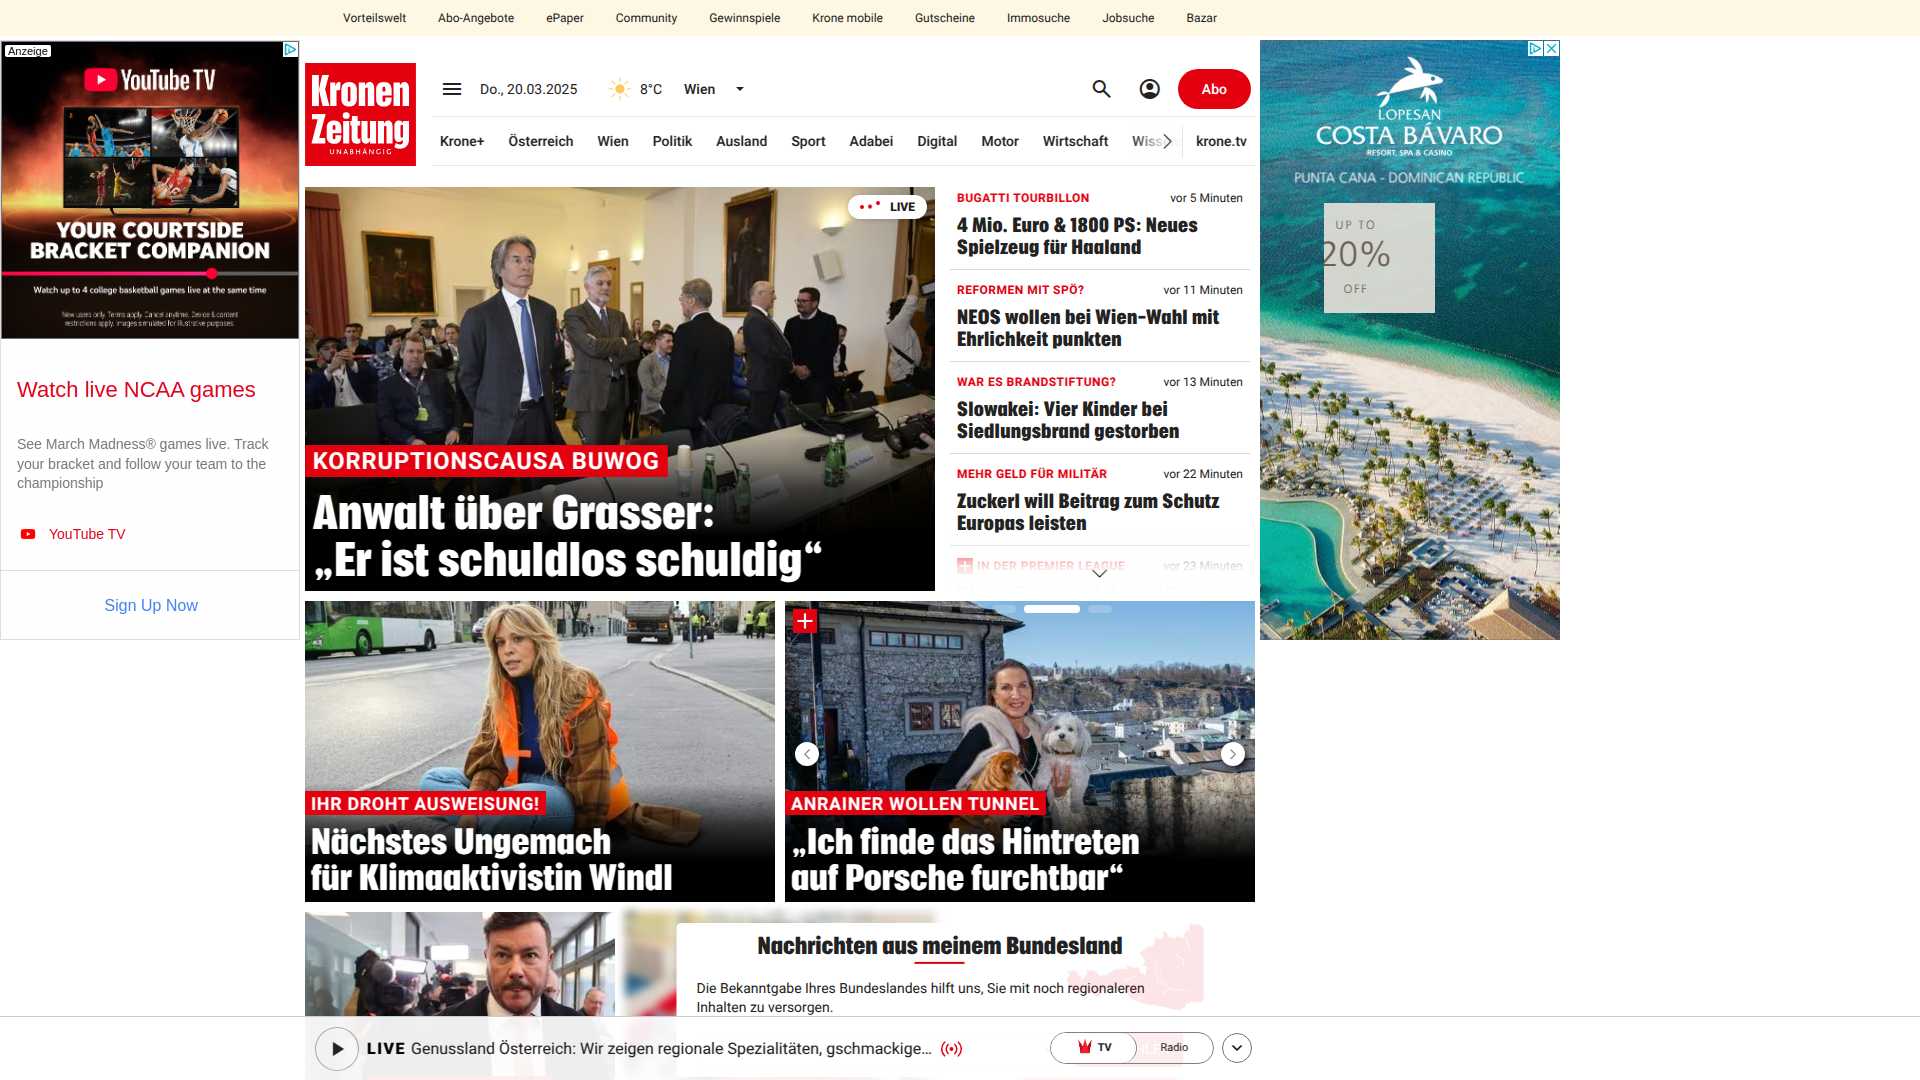 Vorteilswelt
Abo-Angebote
ePaper
Community
Gewinnspiele
Krone mobile
Gutscheine
Immosuche
Jobsuche
Bazar
Anzeige
YouTube TV
YOUR COURTSIDE
BRACKET COMPANION
Watch up to 4 college basketball games live at the same time
New users only. Terms apply. Cancel anytime. Device & content
restrictions apply. Images simulated for illustrative purposes.
Watch live NCAA games
See March Madness® games live. Track
your bracket and follow your team to the
championship
YouTube TV
Sign Up Now
Kronen
Zeitung
UNABHÄNGIG
Do., 20.03.2025
8°C
Wien
Abo
Krone+
Österreich
Wien
Politik
Ausland
Sport
Adabei
Digital
Motor
Wirtschaft
Wiss
krone.tv
LIVE
KORRUPTIONSCAUSA BUWOG
Anwalt über Grasser:
„Er ist schuldlos schuldig“
BUGATTI TOURBILLON
vor 5 Minuten
4 Mio. Euro & 1800 PS: Neues
Spielzeug für Haaland
REFORMEN MIT SPÖ?
vor 11 Minuten
NEOS wollen bei Wien-Wahl mit
Ehrlichkeit punkten
WAR ES BRANDSTIFTUNG?
vor 13 Minuten
Slowakei: Vier Kinder bei
Siedlungsbrand gestorben
MEHR GELD FÜR MILITÄR
vor 22 Minuten
Zuckerl will Beitrag zum Schutz
Europas leisten
IN DER PREMIER LEAGUE
vor 23 Minuten
IHR DROHT AUSWEISUNG!
Nächstes Ungemach
für Klimaaktivistin Windl
ANRAINER WOLLEN TUNNEL
„Ich finde das Hintreten
auf Porsche furchtbar“
Nachrichten aus meinem Bundesland
Die Bekanntgabe Ihres Bundeslandes hilft uns, Sie mit noch regionaleren
Inhalten zu versorgen.
LIVE Genussland Österreich: Wir zeigen regionale Spezialitäten, gschmackige...
TV
Radio
LOPESAN
COSTA BÁVARO
RESORT, SPA & CASINO
PUNTA CANA - DOMINICAN REPUBLIC
UP TO
20%
OFF